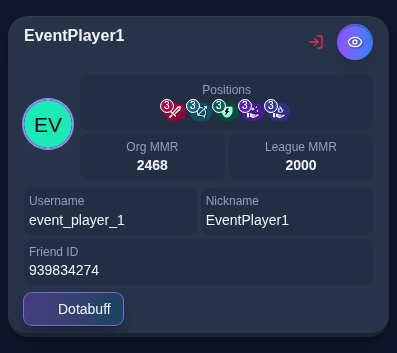 EventPlayer1
Positions
3 3 3 3 3
EV
Org MMR
2468
League MMR
2000
Username
event_player_1
Nickname
EventPlayer1
Friend ID
939834274
Dotabuff